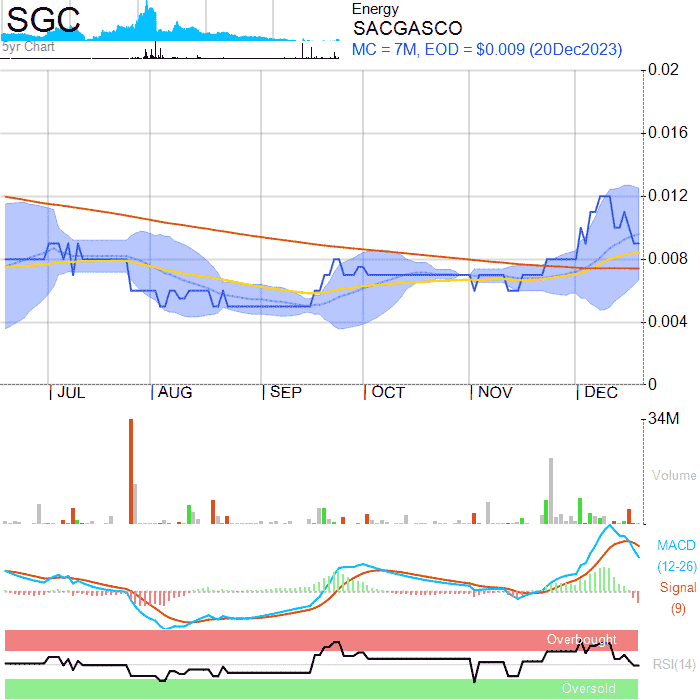 SGC
5yr Chart
Energy
SACGASCO
MC = 7M, EOD = $0.009 (20Dec2023)
0.02
0.016
0.012
0.008
0.004
0
JUL AUG SEP OCT NOV DEC
34M
Volume
MACD
(12-26)
Signal
(9)
Overbought
RSI(14)
Oversold